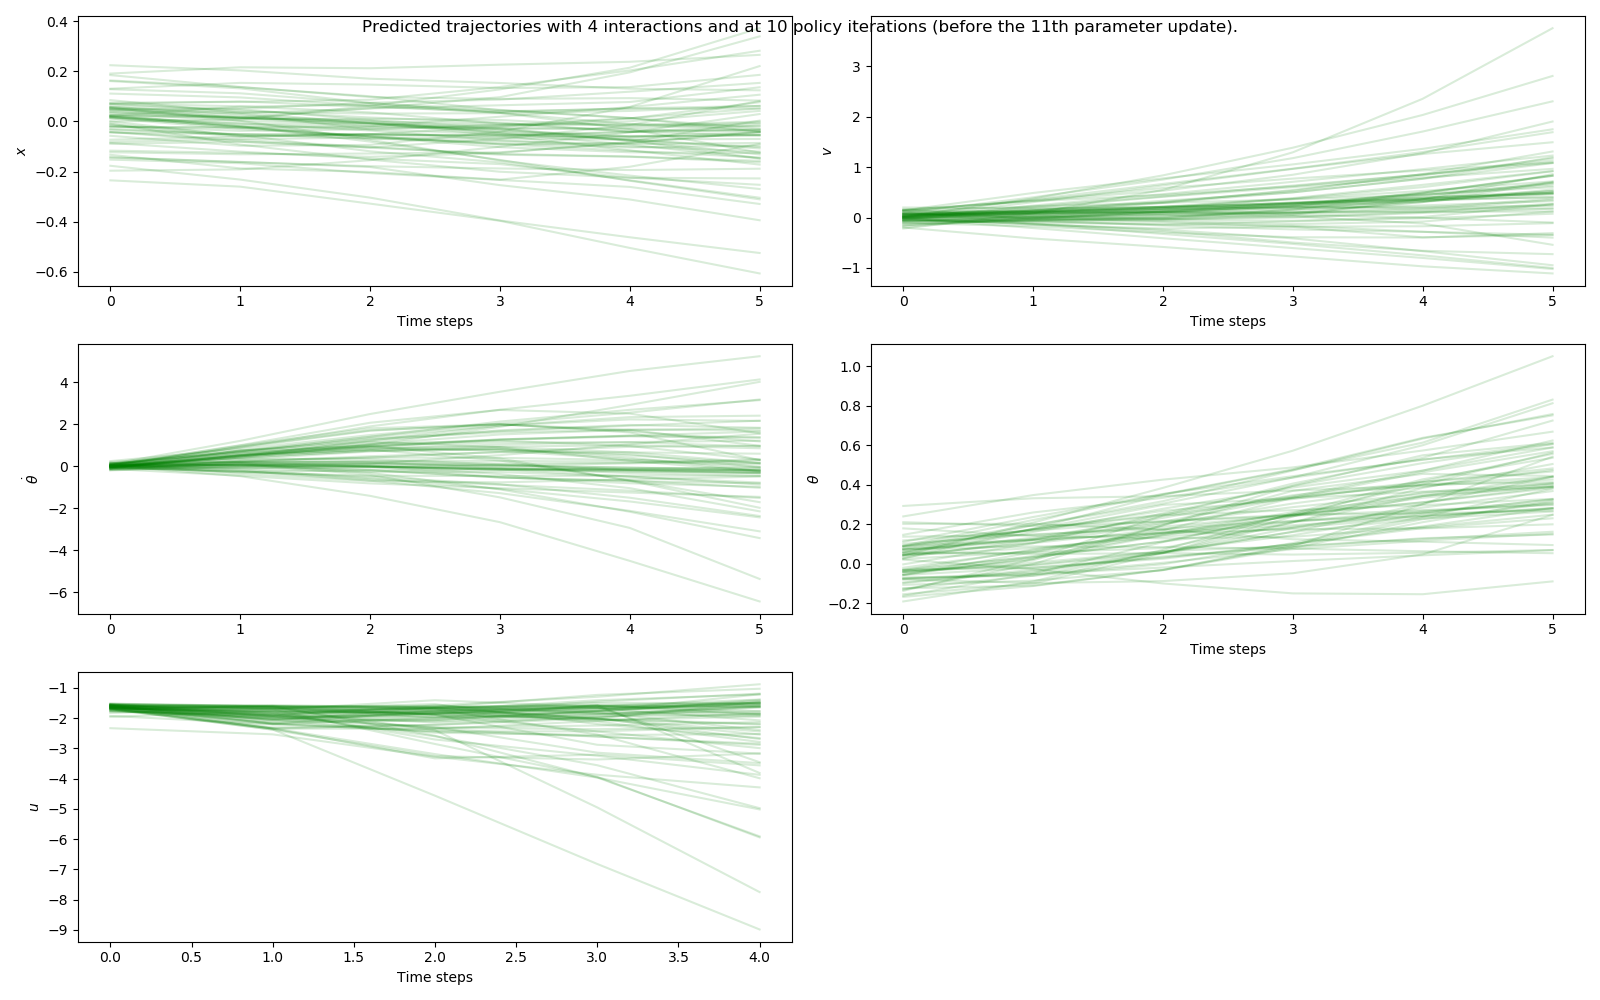 Predicted trajectories with 4 interactions and at 10 policy iterations (before the 11th parameter update).
0.4
0.2
0.0
−0.2
−0.4
−0.6
x
0 1 2 3 4 5
Time steps
3
2
1
0
−1
v
0 1 2 3 4 5
Time steps
4
2
0
−2
−4
−6
θ̇
0 1 2 3 4 5
Time steps
1.0
0.8
0.6
0.4
0.2
0.0
−0.2
θ
0 1 2 3 4 5
Time steps
−1
−2
−3
−4
−5
−6
−7
−8
−9
u
0.0 0.5 1.0 1.5 2.0 2.5 3.0 3.5 4.0
Time steps